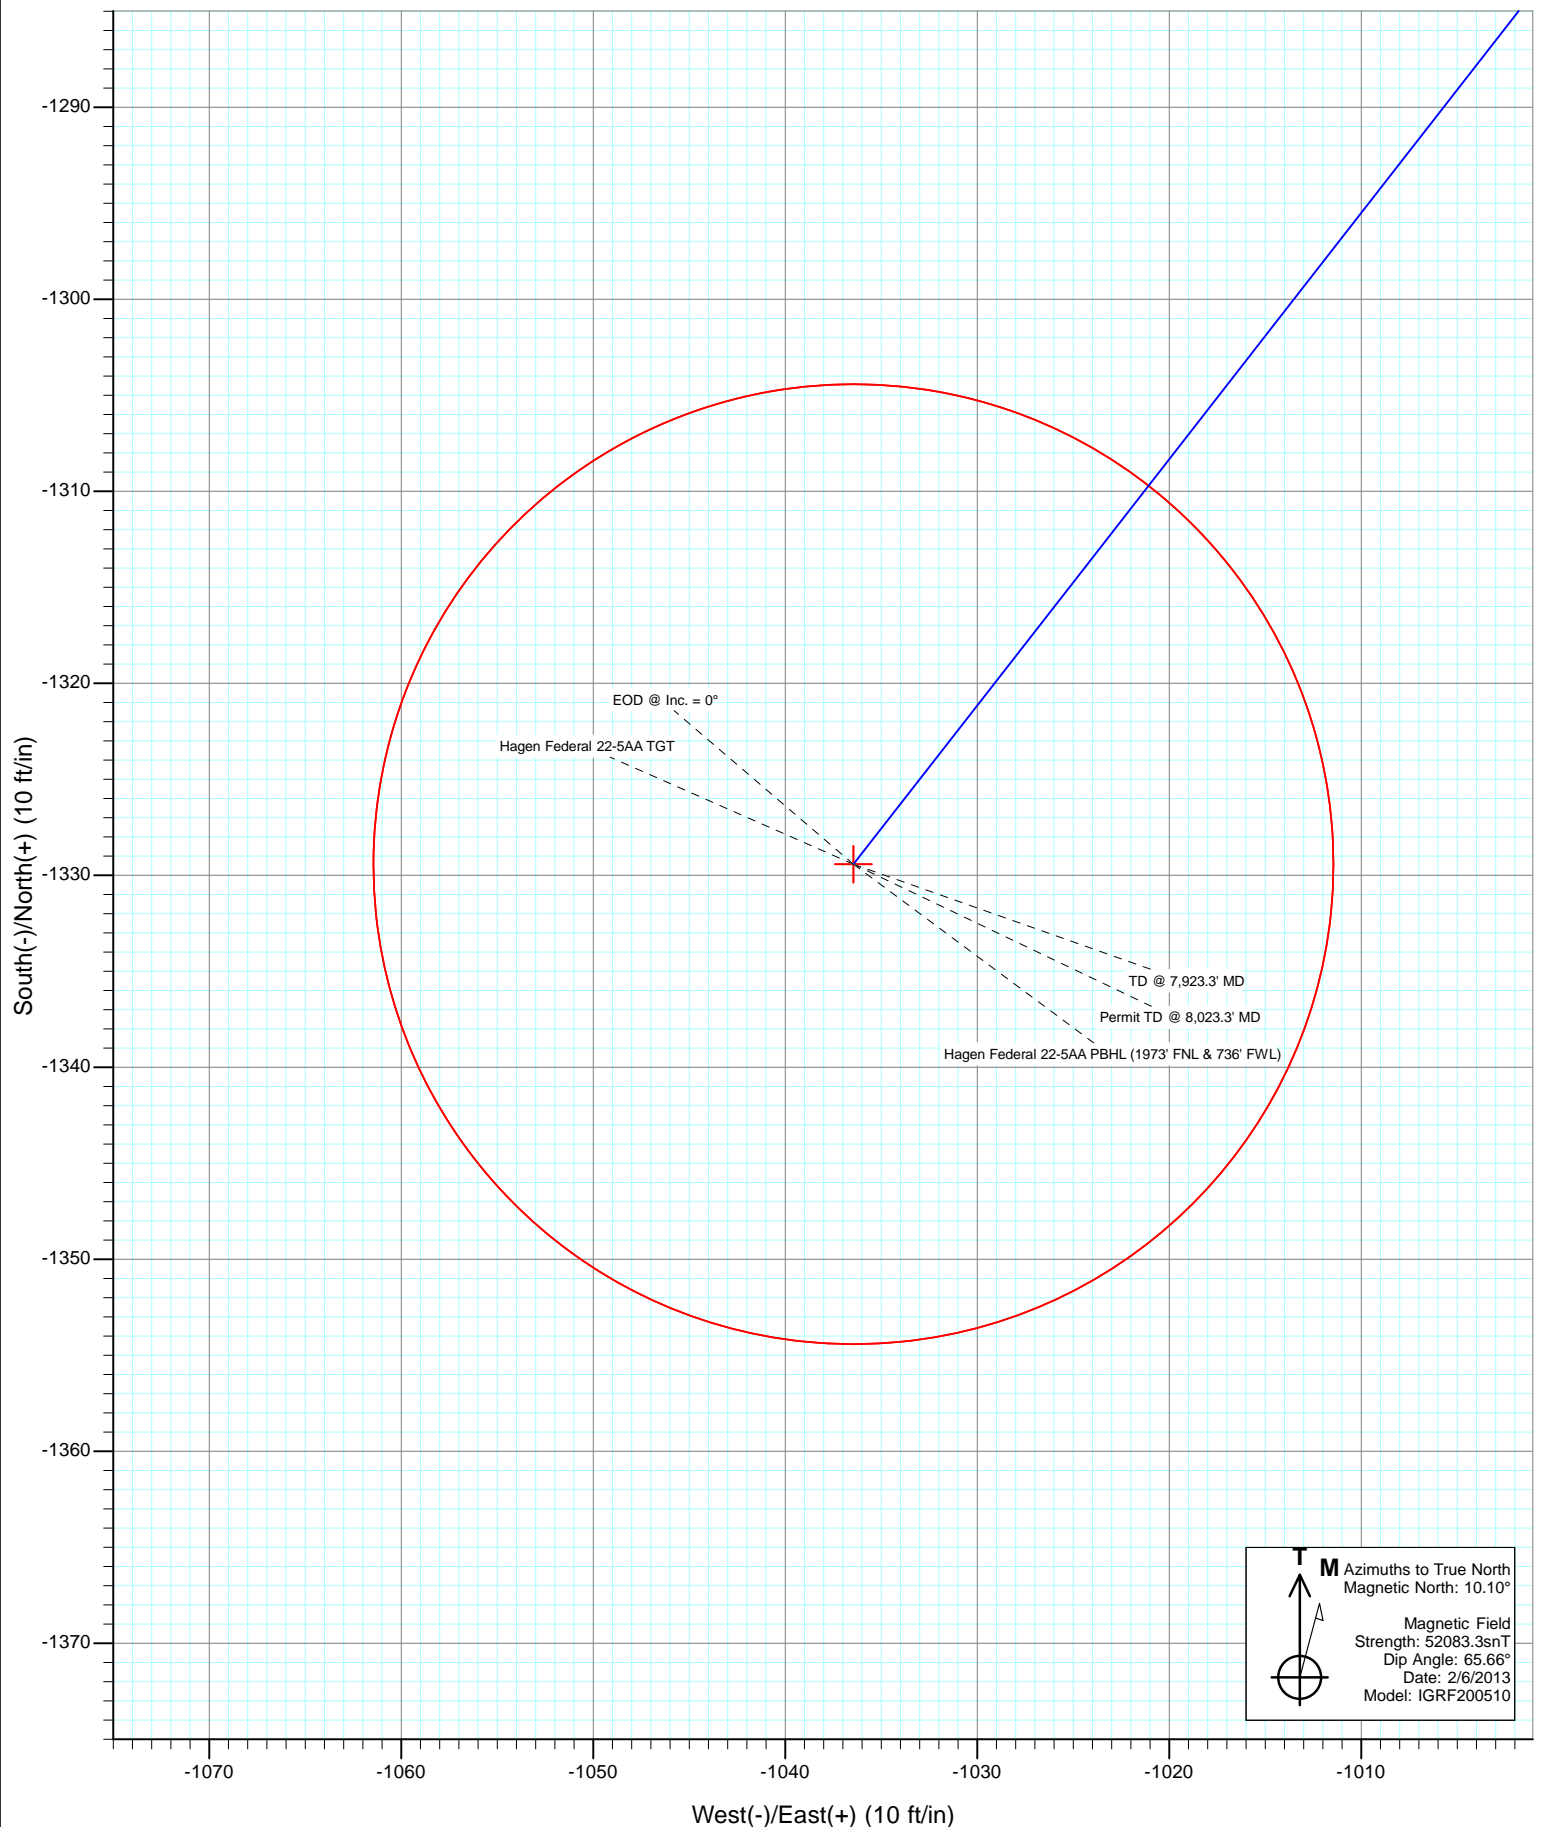 -1290
-1300
-1310
-1320
-1330
-1340
-1350
-1360
-1370
South(-)/North(+) (10 ft/in)
EOD @ Inc. = 0°
Hagen Federal 22-5AA TGT
TD @ 7,923.3' MD
Permit TD @ 8,023.3' MD
Hagen Federal 22-5AA PBHL (1973' FNL & 736' FWL)
T
M
Azimuths to True North
Magnetic North: 10.10°
Magnetic Field
Strength: 52083.3snT
Dip Angle: 65.66°
Date: 2/6/2013
Model: IGRF200510
-1070
-1060
-1050
-1040
-1030
-1020
-1010
West(-)/East(+) (10 ft/in)